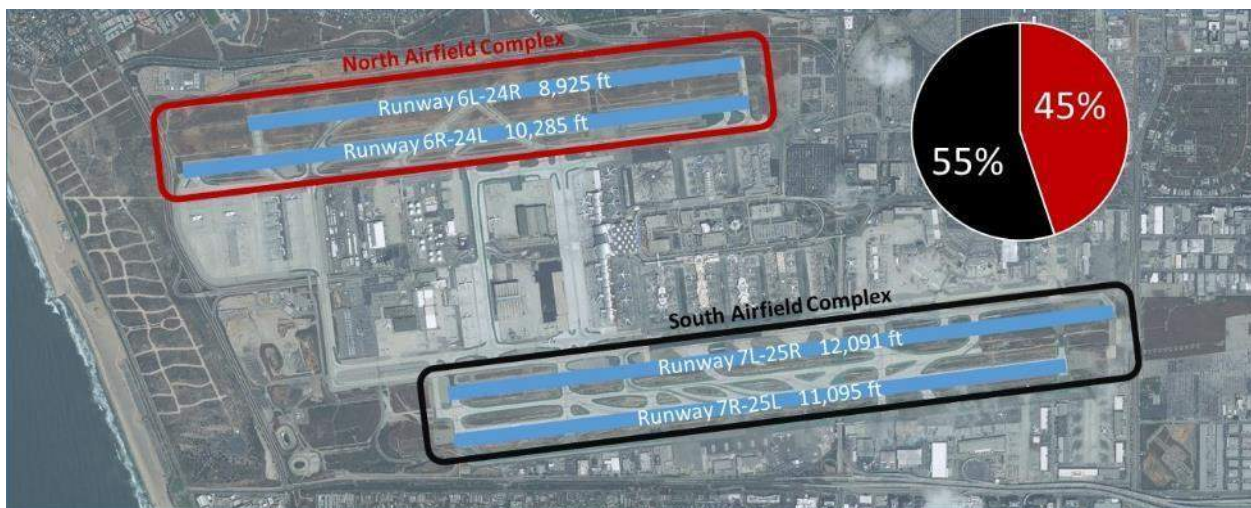 North Airfield Complex
Runway 6L-24R 8,925 ft
Runway 6R-24L 10,285 ft
45%
55%
South Airfield Complex
Runway 7L-25R 12,091 ft
Runway 7R-25L 11,095 ft